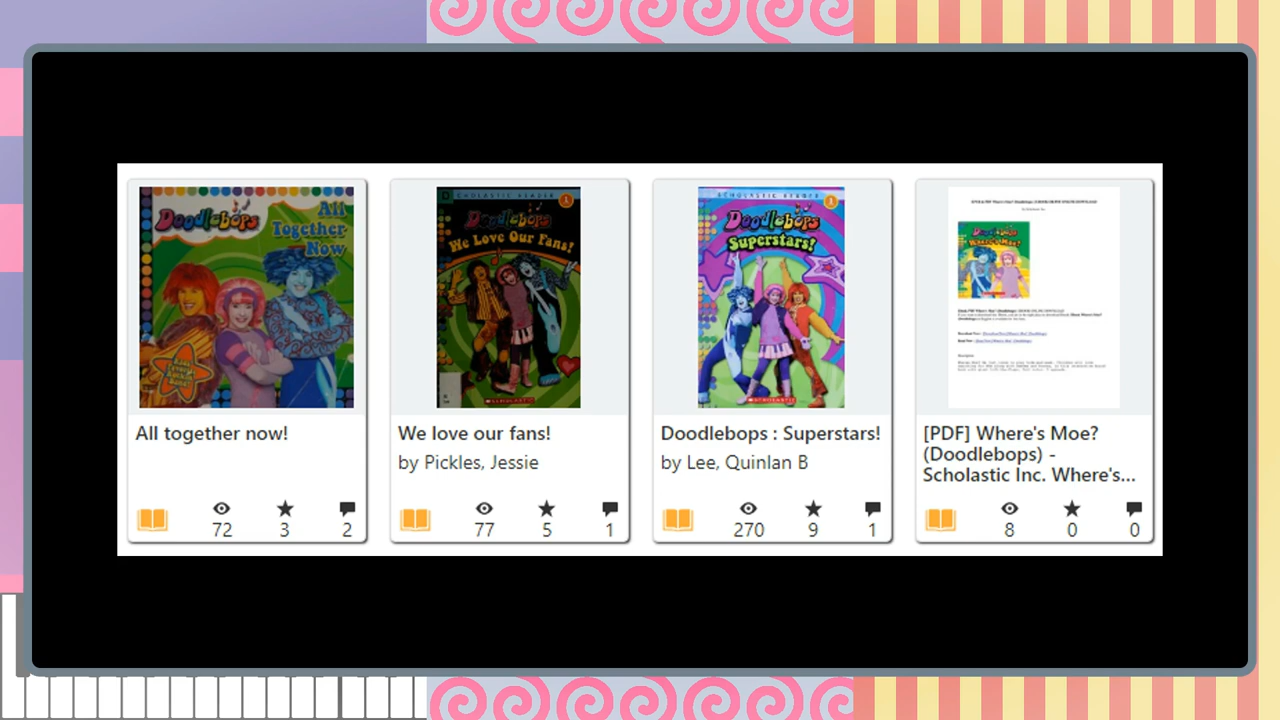 Doodlebops
All
Together
Now
SCHOLASTIC READER
1
Doodlebops
We Love Our Fans!
SCHOLASTIC
SCHOLASTIC READER
1
Doodlebops
Superstars!
SCHOLASTIC
Doodlebops
Where's Moe?
All together now!
72
3
2
We love our fans!
by Pickles, Jessie
77
5
1
Doodlebops : Superstars!
by Lee, Quinlan B
270
9
1
[PDF] Where's Moe?
(Doodlebops) -
Scholastic Inc. Where's...
8
0
0